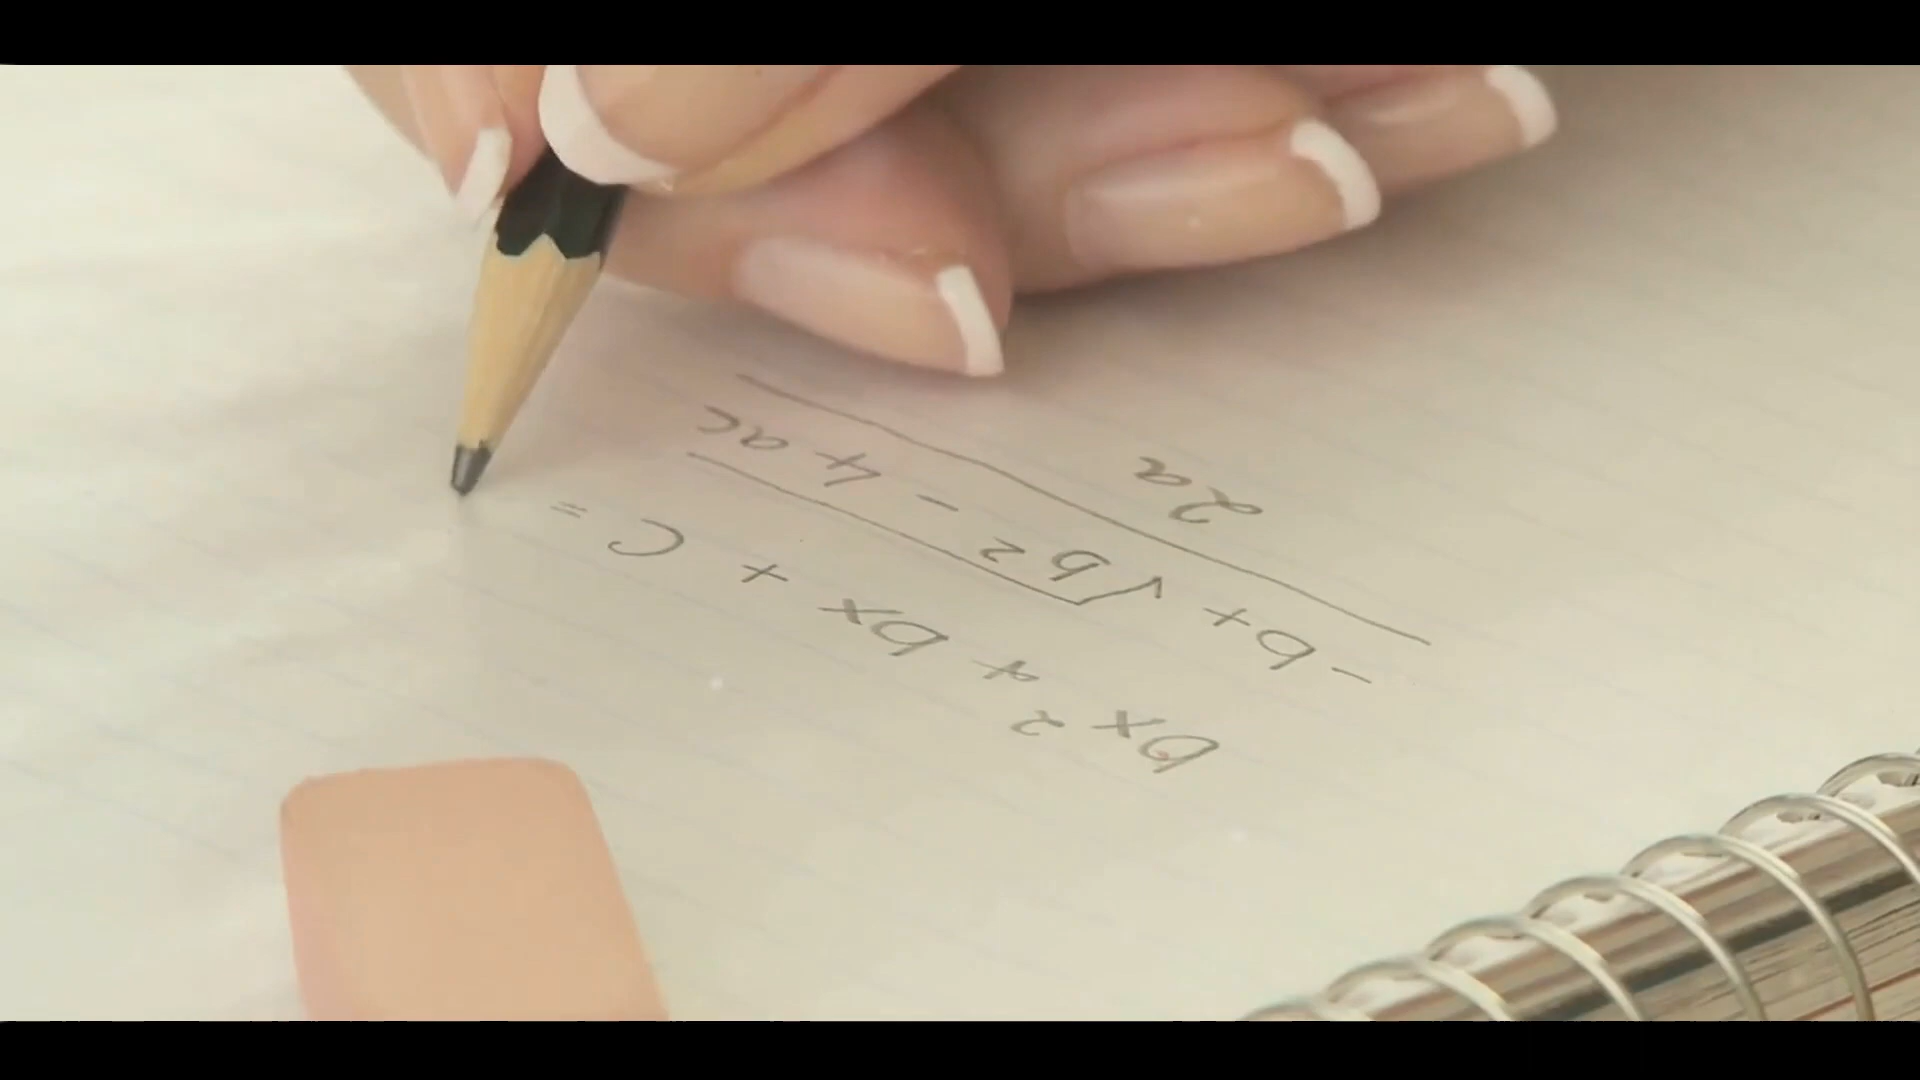 bx² + bx + C =
-b+√b² - 4ac
2a